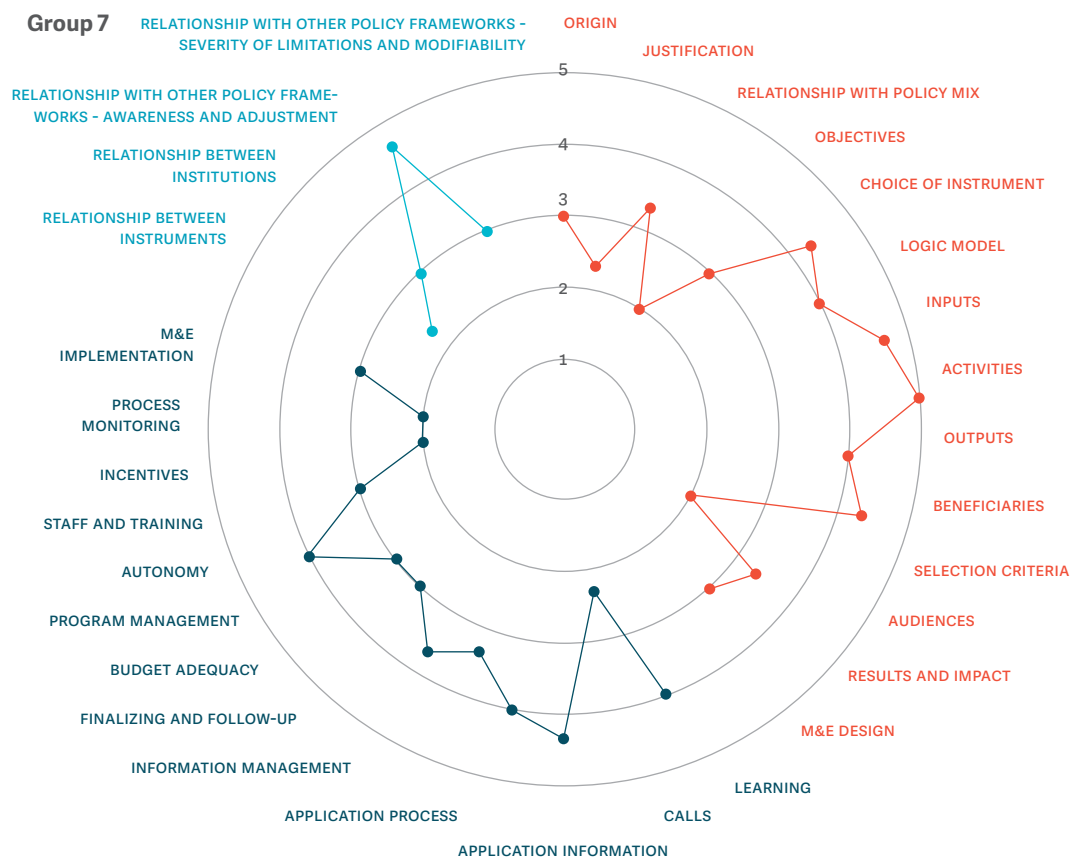 Group 7
RELATIONSHIP WITH OTHER POLICY FRAMEWORKS -
SEVERITY OF LIMITATIONS AND MODIFIABILITY
ORIGIN
JUSTIFICATION
RELATIONSHIP WITH POLICY MIX
OBJECTIVES
CHOICE OF INSTRUMENT
LOGIC MODEL
INPUTS
ACTIVITIES
OUTPUTS
BENEFICIARIES
SELECTION CRITERIA
AUDIENCES
RESULTS AND IMPACT
M&E DESIGN
LEARNING
CALLS
APPLICATION INFORMATION
APPLICATION PROCESS
INFORMATION MANAGEMENT
FINALIZING AND FOLLOW-UP
BUDGET ADEQUACY
PROGRAM MANAGEMENT
AUTONOMY
STAFF AND TRAINING
INCENTIVES
PROCESS
MONITORING
M&E
IMPLEMENTATION
RELATIONSHIP BETWEEN
INSTRUMENTS
RELATIONSHIP BETWEEN
INSTITUTIONS
RELATIONSHIP WITH OTHER POLICY FRAME-
WORKS - AWARENESS AND ADJUSTMENT
5
4
3
2
1